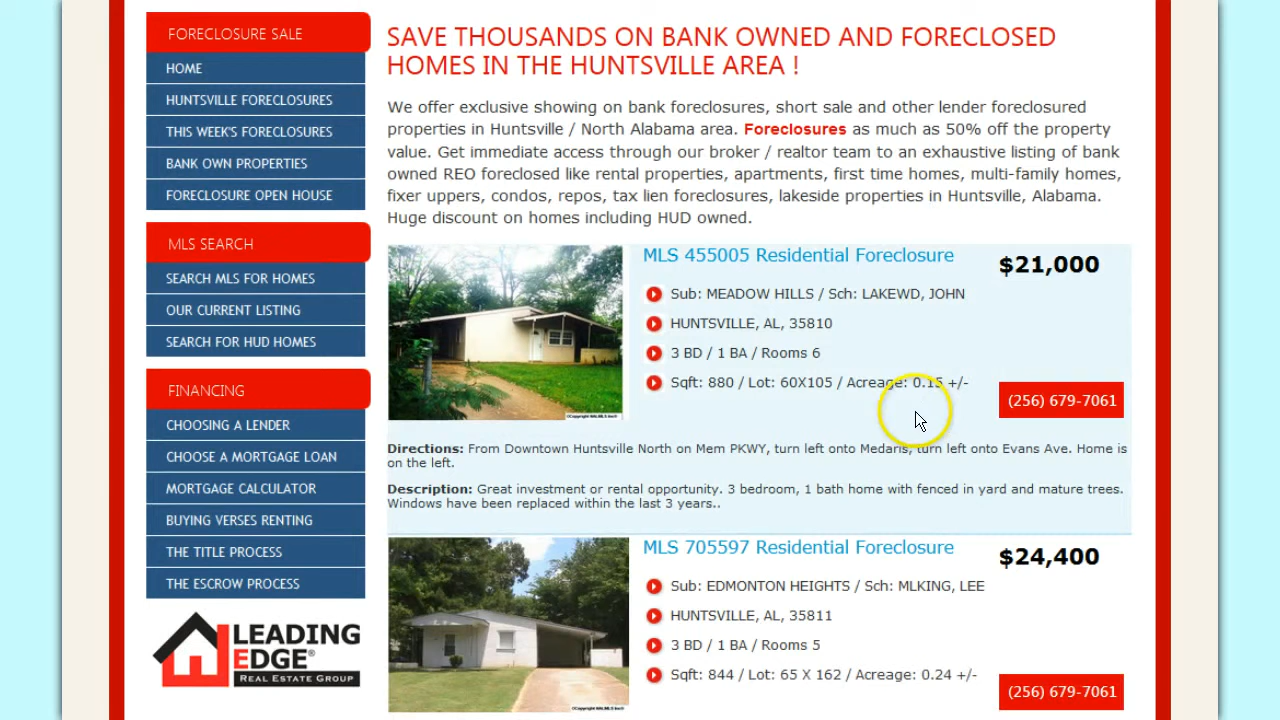 FORECLOSURE SALE
HOME
HUNTSVILLE FORECLOSURES
THIS WEEK'S FORECLOSURES
BANK OWN PROPERTIES
FORECLOSURE OPEN HOUSE
MLS SEARCH
SEARCH MLS FOR HOMES
OUR CURRENT LISTING
SEARCH FOR HUD HOMES
FINANCING
CHOOSING A LENDER
CHOOSE A MORTGAGE LOAN
MORTGAGE CALCULATOR
BUYING VERSES RENTING
THE TITLE PROCESS
THE ESCROW PROCESS
LEADING
EDGE®
REAL ESTATE GROUP
SAVE THOUSANDS ON BANK OWNED AND FORECLOSED
HOMES IN THE HUNTSVILLE AREA !
We offer exclusive showing on bank foreclosures, short sale and other lender foreclosured
properties in Huntsville / North Alabama area. Foreclosures as much as 50% off the property
value. Get immediate access through our broker / realtor team to an exhaustive listing of bank
owned REO foreclosed like rental properties, apartments, first time homes, multi-family homes,
fixer uppers, condos, repos, tax lien foreclosures, lakeside properties in Huntsville, Alabama.
Huge discount on homes including HUD owned.
MLS 455005 Residential Foreclosure
$21,000
Sub: MEADOW HILLS / Sch: LAKEWD, JOHN
HUNTSVILLE, AL, 35810
3 BD / 1 BA / Rooms 6
Sqft: 880 / Lot: 60X105 / Acreage: 0.15 +/-
(256) 679-7061
Directions: From Downtown Huntsville North on Mem PKWY, turn left onto Medaris, turn left onto Evans Ave. Home is
on the left.
Description: Great investment or rental opportunity. 3 bedroom, 1 bath home with fenced in yard and mature trees.
Windows have been replaced within the last 3 years..
MLS 705597 Residential Foreclosure
$24,400
Sub: EDMONTON HEIGHTS / Sch: MLKING, LEE
HUNTSVILLE, AL, 35811
3 BD / 1 BA / Rooms 5
Sqft: 844 / Lot: 65 X 162 / Acreage: 0.24 +/-
(256) 679-7061